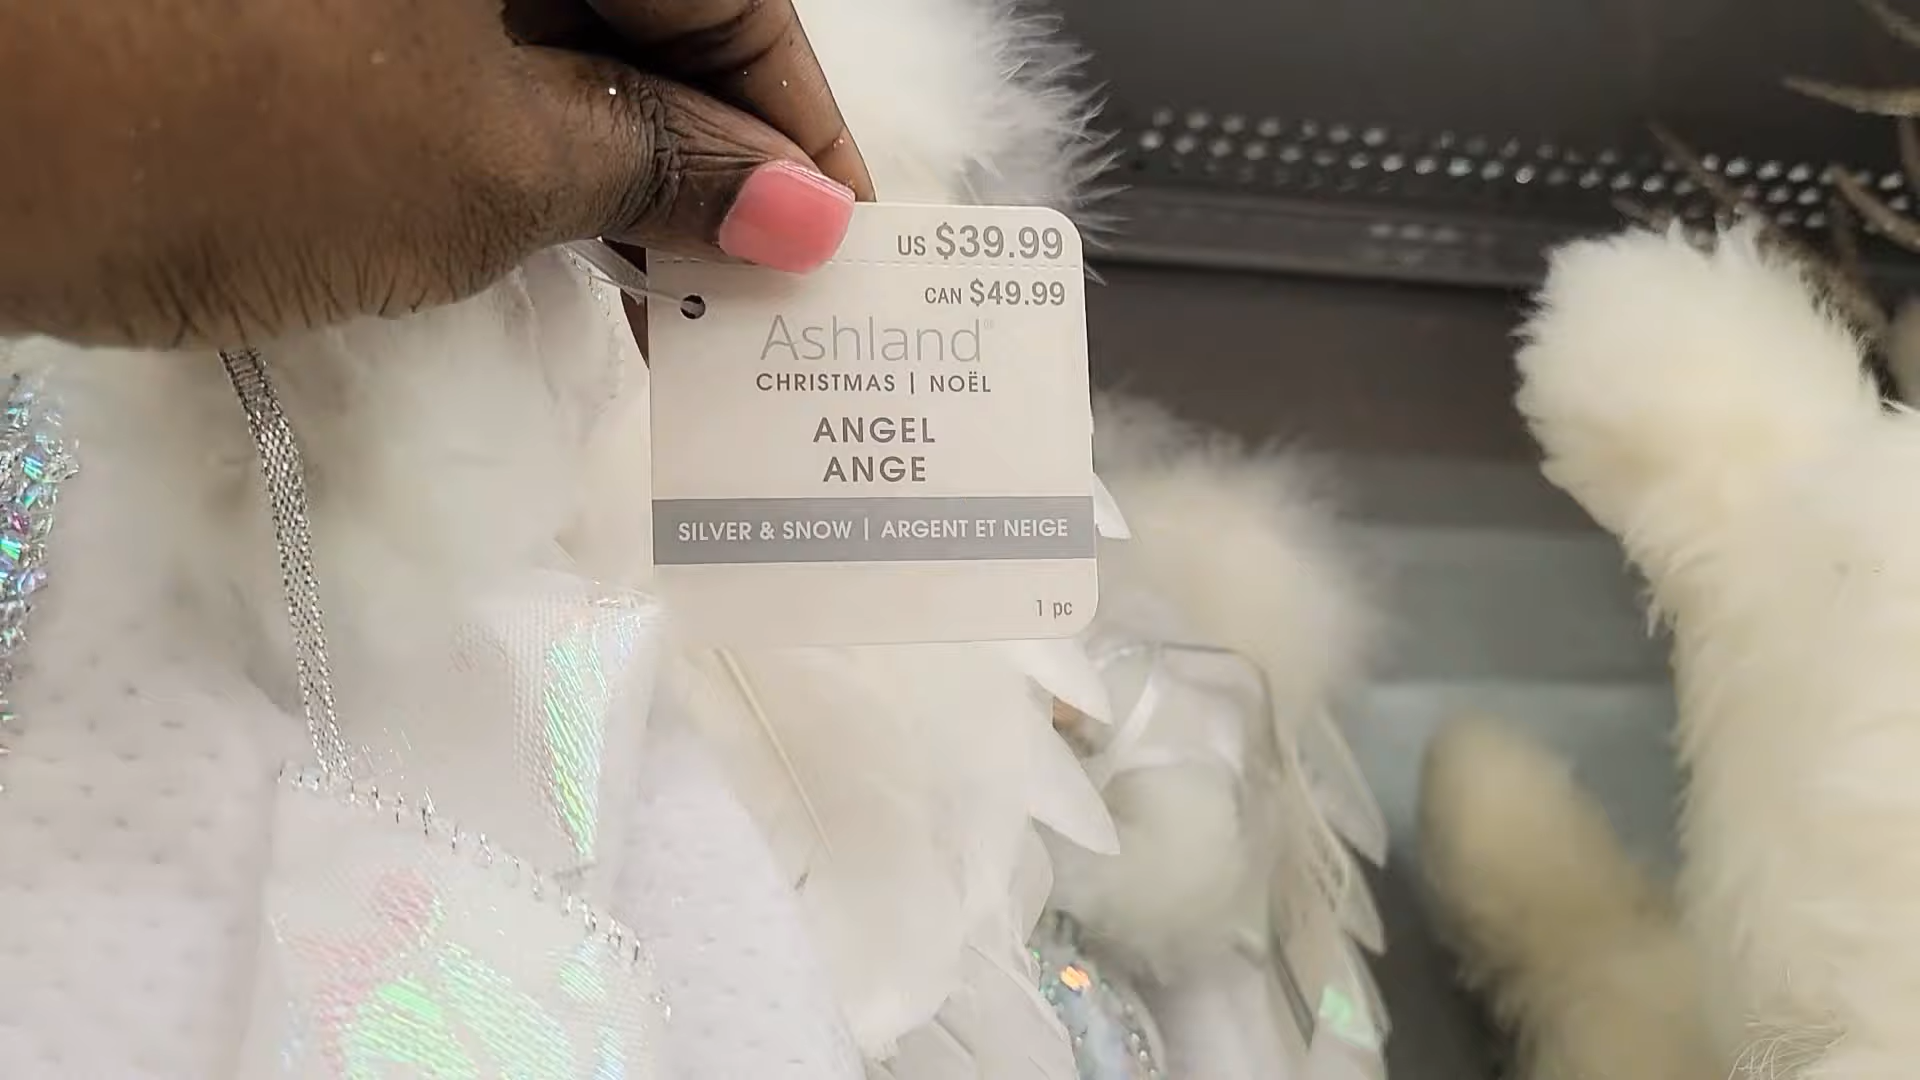 US $39.99
CAN $49.99
Ashland®
CHRISTMAS | NOËL
ANGEL
ANGE
SILVER & SNOW | ARGENT ET NEIGE
1 pc